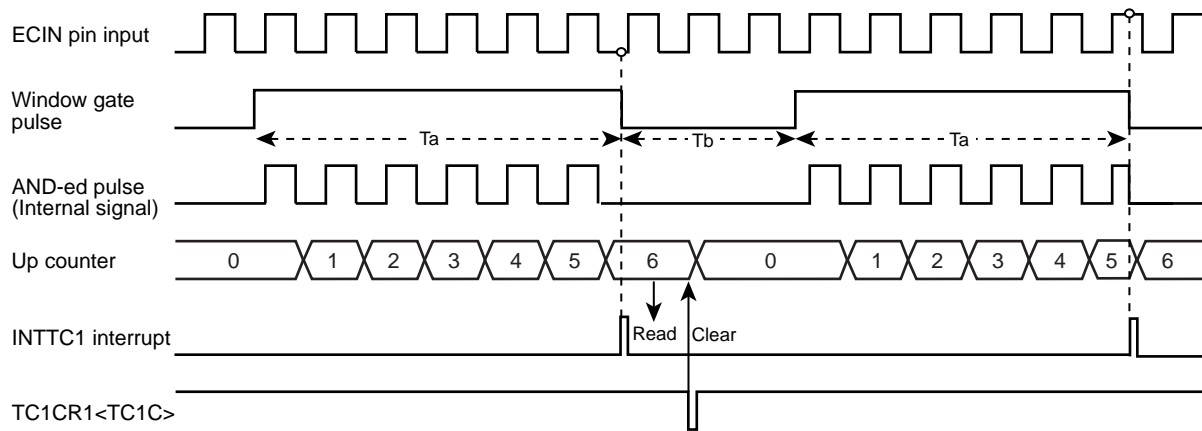 ECIN pin input
Window gate
pulse
Ta
Tb
Ta
AND-ed pulse
(Internal signal)
Up counter
0 1 2 3 4 5 6 0 1 2 3 4 5 6
INTTC1 interrupt
Read
Clear
TC1CR1<TC1C>